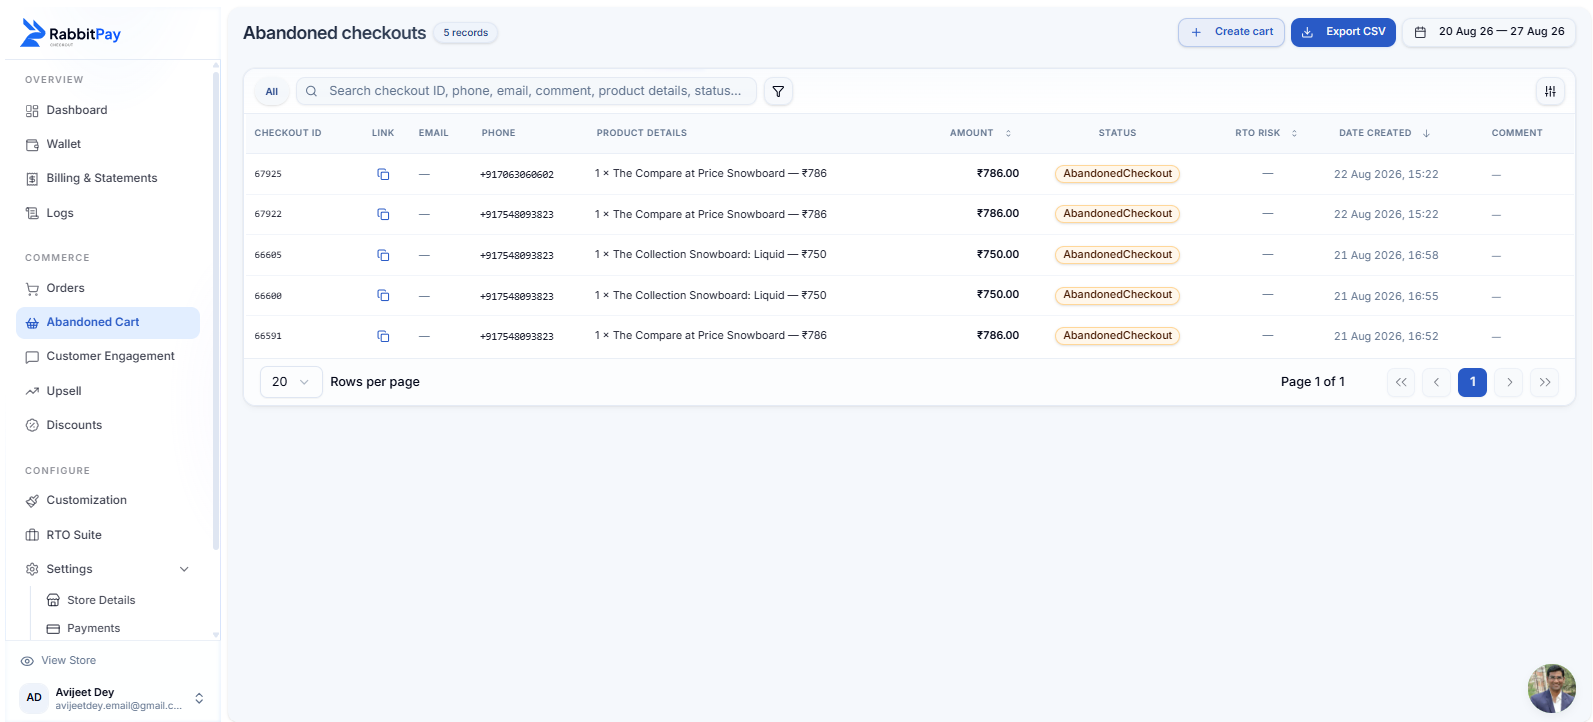 RabbitPay
CHECKOUT
OVERVIEW
Dashboard
Wallet
Billing & Statements
Logs
COMMERCE
Orders
Abandoned Cart
Customer Engagement
Upsell
Discounts
CONFIGURE
Customization
RTO Suite
Settings
Store Details
Payments
View Store
AD
Avijeet Dey
avijeetdey.email@gmail.c...
Abandoned checkouts 5 records
Create cart Export CSV 20 Aug 26 — 27 Aug 26
All Search checkout ID, phone, email, comment, product details, status...
CHECKOUT ID LINK EMAIL PHONE PRODUCT DETAILS AMOUNT STATUS RTO RISK DATE CREATED COMMENT
67925 — +917063060602 1 × The Compare at Price Snowboard — ₹786 ₹786.00 AbandonedCheckout — 22 Aug 2026, 15:22 —
67922 — +917548093823 1 × The Compare at Price Snowboard — ₹786 ₹786.00 AbandonedCheckout — 22 Aug 2026, 15:22 —
66605 — +917548093823 1 × The Collection Snowboard: Liquid — ₹750 ₹750.00 AbandonedCheckout — 21 Aug 2026, 16:58 —
66600 — +917548093823 1 × The Collection Snowboard: Liquid — ₹750 ₹750.00 AbandonedCheckout — 21 Aug 2026, 16:55 —
66591 — +917548093823 1 × The Compare at Price Snowboard — ₹786 ₹786.00 AbandonedCheckout — 21 Aug 2026, 16:52 —
20 Rows per page Page 1 of 1 1